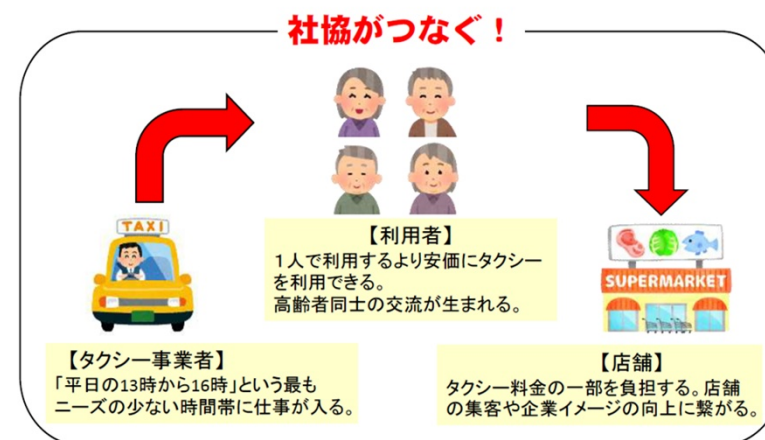 社協がつなぐ！
【利用者】
１人で利用するより安価にタクシー
を利用できる。
高齢者同士の交流が生まれる。
TAXI
SUPERMARKET
【タクシー事業者】
「平日の13時から16時」という最も
ニーズの少ない時間帯に仕事が入る。
【店舗】
タクシー料金の一部を負担する。店舗
の集客や企業イメージの向上に繋がる。